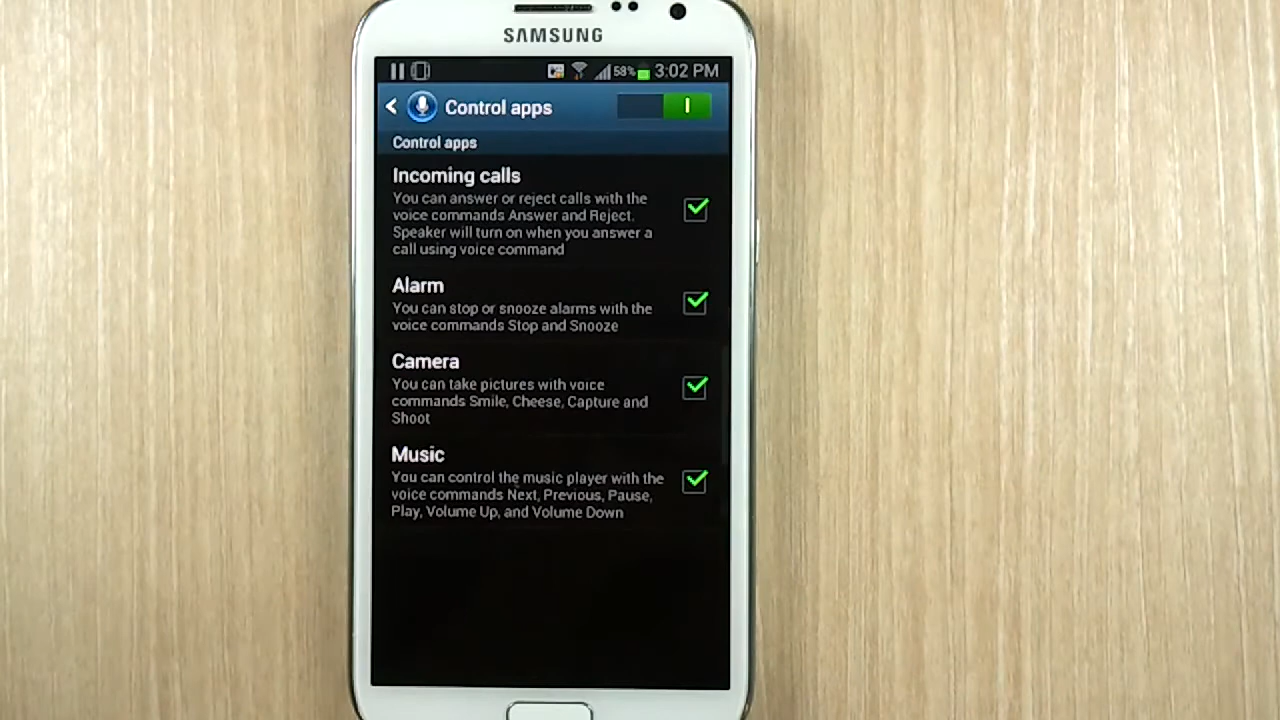 SAMSUNG
58% 3:02 PM
Control apps
Control apps
Incoming calls
You can answer or reject calls with the
voice commands Answer and Reject.
Speaker will turn on when you answer a
call using voice command
Alarm
You can stop or snooze alarms with the
voice commands Stop and Snooze
Camera
You can take pictures with voice
commands Smile, Cheese, Capture and
Shoot
Music
You can control the music player with the
voice commands Next, Previous, Pause,
Play, Volume Up, and Volume Down